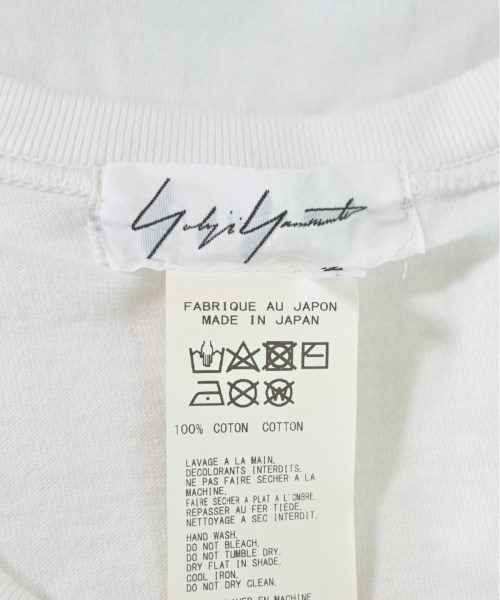 Yohji Yamamoto
FABRIQUE AU JAPON
MADE IN JAPAN
100% COTON COTTON
LAVAGE A LA MAIN.
DECOLORANTS INTERDITS.
NE PAS FAIRE SECHER A LA
MACHINE.
FAIRE SECHER A PLAT A L'OMBRE.
REPASSER AU FER TIEDE.
NETTOYAGE A SEC INTERDIT.
HAND WASH.
DO NOT BLEACH.
DO NOT TUMBLE DRY.
DRY FLAT IN SHADE.
COOL IRON.
DO NOT DRY CLEAN.
EN MACHINE